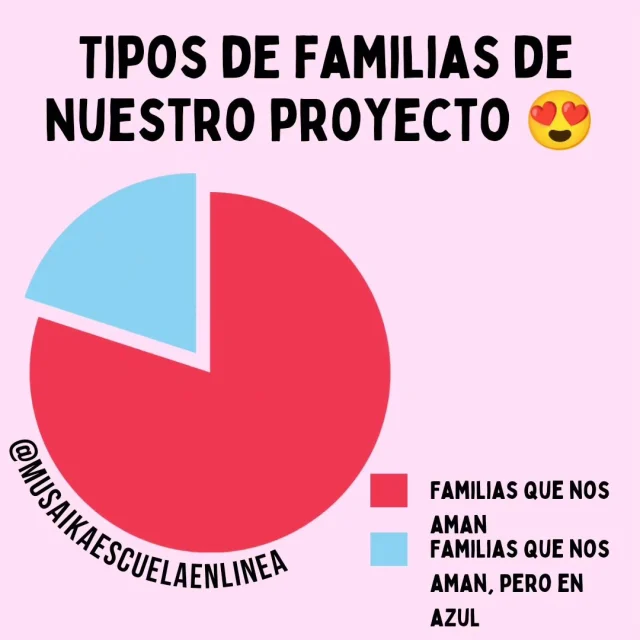 TIPOS DE FAMILIAS DE
NUESTRO PROYECTO 😍
@MUSAIKAESCUELAENLINEA
FAMILIAS QUE NOS
AMAN
FAMILIAS QUE NOS
AMAN, PERO EN
AZUL